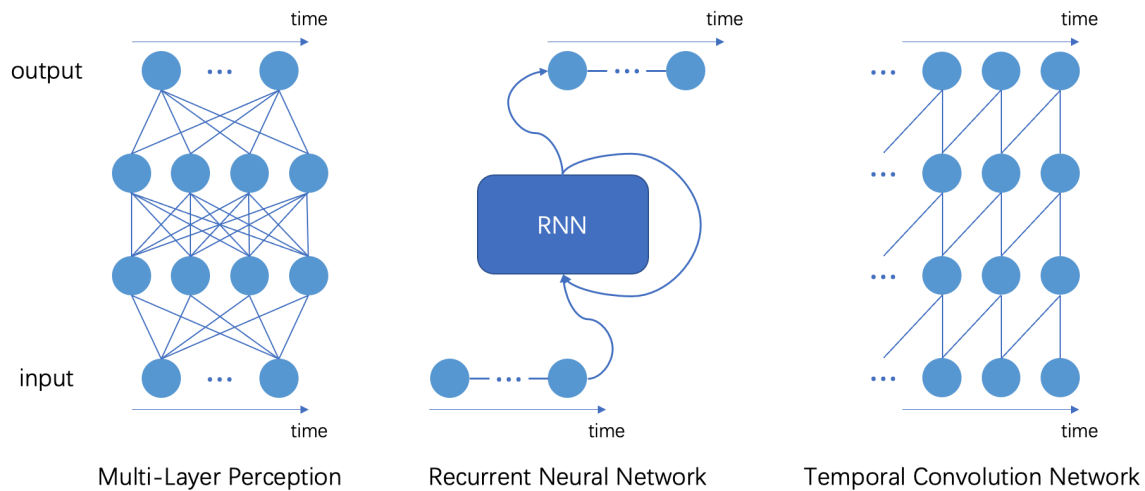 time
time
time
output
RNN
input
time
time
time
Multi-Layer Perception
Recurrent Neural Network
Temporal Convolution Network